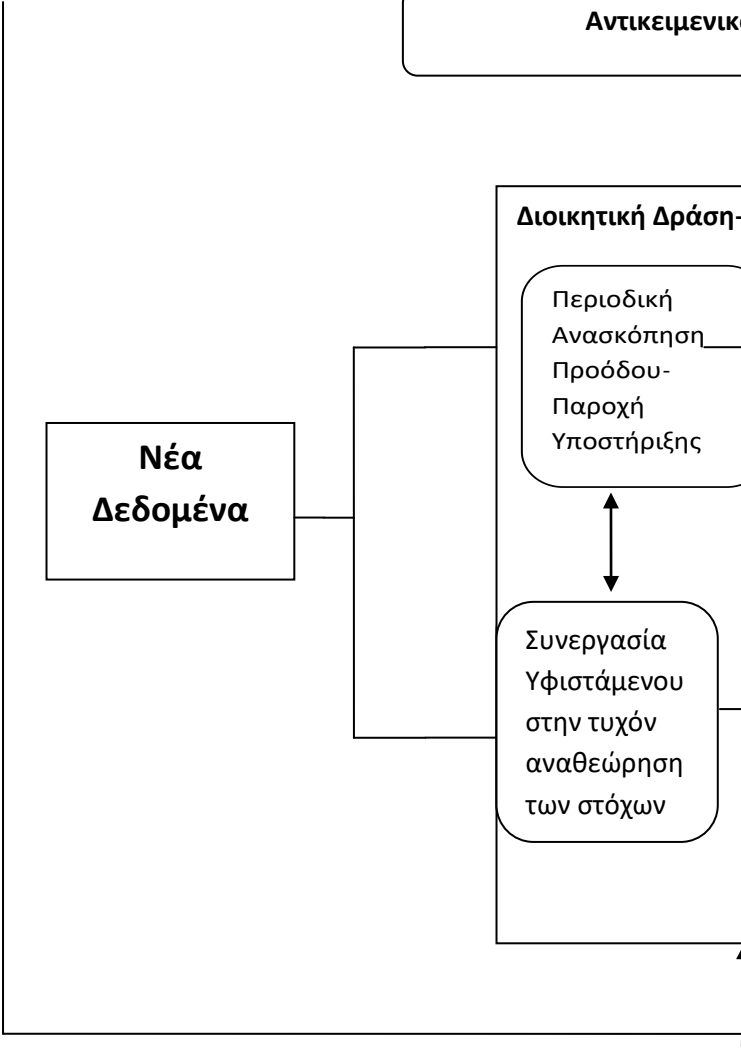 Διοικητική Δράση-
Περιοδική
Ανασκόπηση
Προόδου-
Παροχή
Υποστήριξης
Νέα
Δεδομένα
Συνεργασία
Υφιστάμενου
στην τυχόν
αναθεώρηση
των στόχων